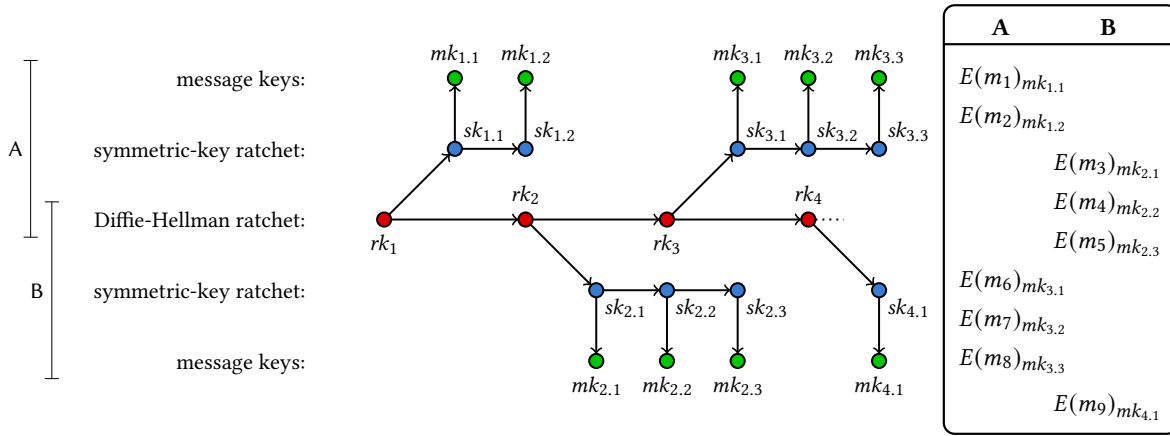 A B
mk1.1 mk1.2 mk3.1 mk3.2 mk3.3
message keys:
E(m1)mk1.1
E(m2)mk1.2
sk1.1 sk1.2 sk3.1 sk3.2 sk3.3
A
symmetric-key ratchet:
E(m3)mk2.1
rk2 rk4
E(m4)mk2.2
Diffie-Hellman ratchet:
rk1 rk3
E(m5)mk2.3
B
symmetric-key ratchet:
E(m6)mk3.1
sk2.1 sk2.2 sk2.3 sk4.1
E(m7)mk3.2
message keys:
E(m8)mk3.3
mk2.1 mk2.2 mk2.3 mk4.1
E(m9)mk4.1